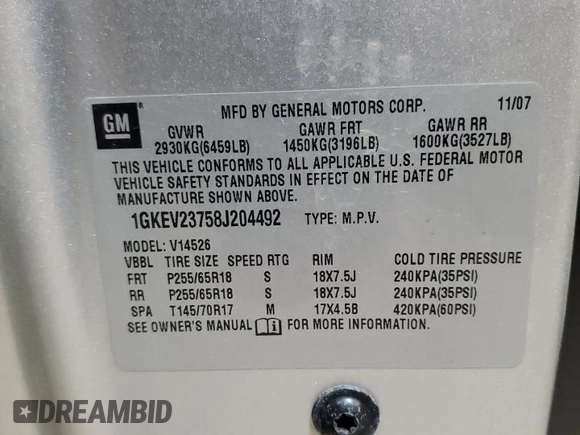 GM
MFD BY GENERAL MOTORS CORP. 11/07
GVWR GAWR FRT GAWR RR
2930KG(6459LB) 1450KG(3196LB) 1600KG(3527LB)
THIS VEHICLE CONFORMS TO ALL APPLICABLE U.S. FEDERAL MOTOR
VEHICLE SAFETY STANDARDS IN EFFECT ON THE DATE OF
MANUFACTURE SHOWN ABOVE.
1GKEV23758J204492 TYPE: M.P.V.
MODEL: V14526
VBBL TIRE SIZE SPEED RTG RIM COLD TIRE PRESSURE
FRT P255/65R18 S 18X7.5J 240KPA(35PSI)
RR P255/65R18 S 18X7.5J 240KPA(35PSI)
SPA T145/70R17 M 17X4.5B 420KPA(60PSI)
SEE OWNER'S MANUAL FOR MORE INFORMATION.
DREAMBID